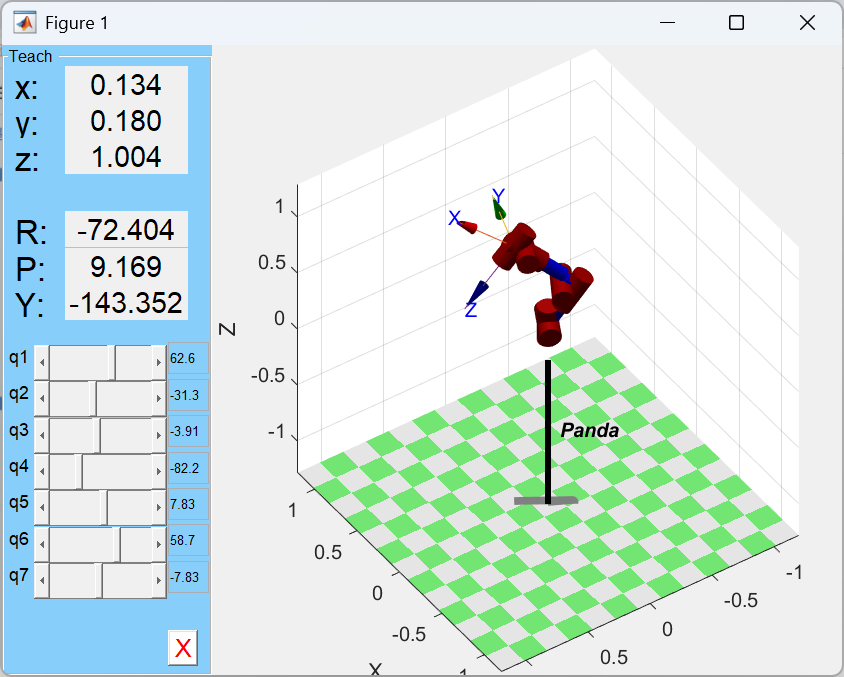 Figure 1
Teach
x: 0.134
y: 0.180
z: 1.004
R: -72.404
P: 9.169
Y: -143.352
q1 62.6
q2 -31.3
q3 -3.91
q4 -82.2
q5 7.83
q6 58.7
q7 -7.83
X
X
Y
Z
Z
1
0.5
0
-0.5
-1
Panda
1
0.5
0
-0.5
X
-1
-0.5
0
0.5